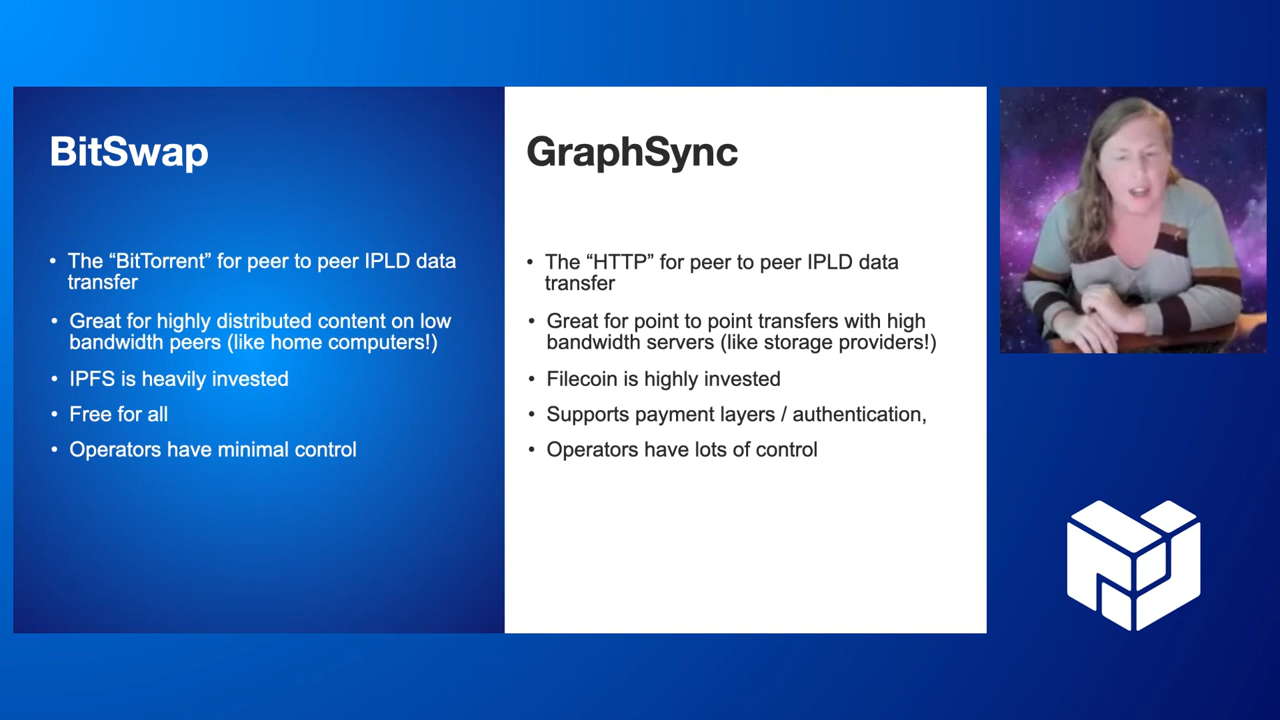 BitSwap
• The “BitTorrent” for peer to peer IPLD data
transfer
• Great for highly distributed content on low
bandwidth peers (like home computers!)
• IPFS is heavily invested
• Free for all
• Operators have minimal control
GraphSync
• The “HTTP” for peer to peer IPLD data
transfer
• Great for point to point transfers with high
bandwidth servers (like storage providers!)
• Filecoin is highly invested
• Supports payment layers / authentication,
• Operators have lots of control